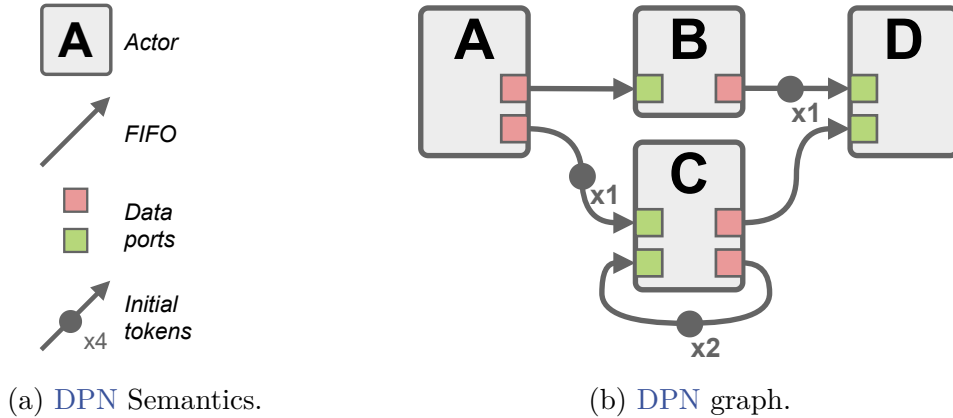 A
Actor
FIFO
Data
ports
x4
Initial
tokens
(a) DPN Semantics.
A
B
D
x1
x1
C
x2
(b) DPN graph.